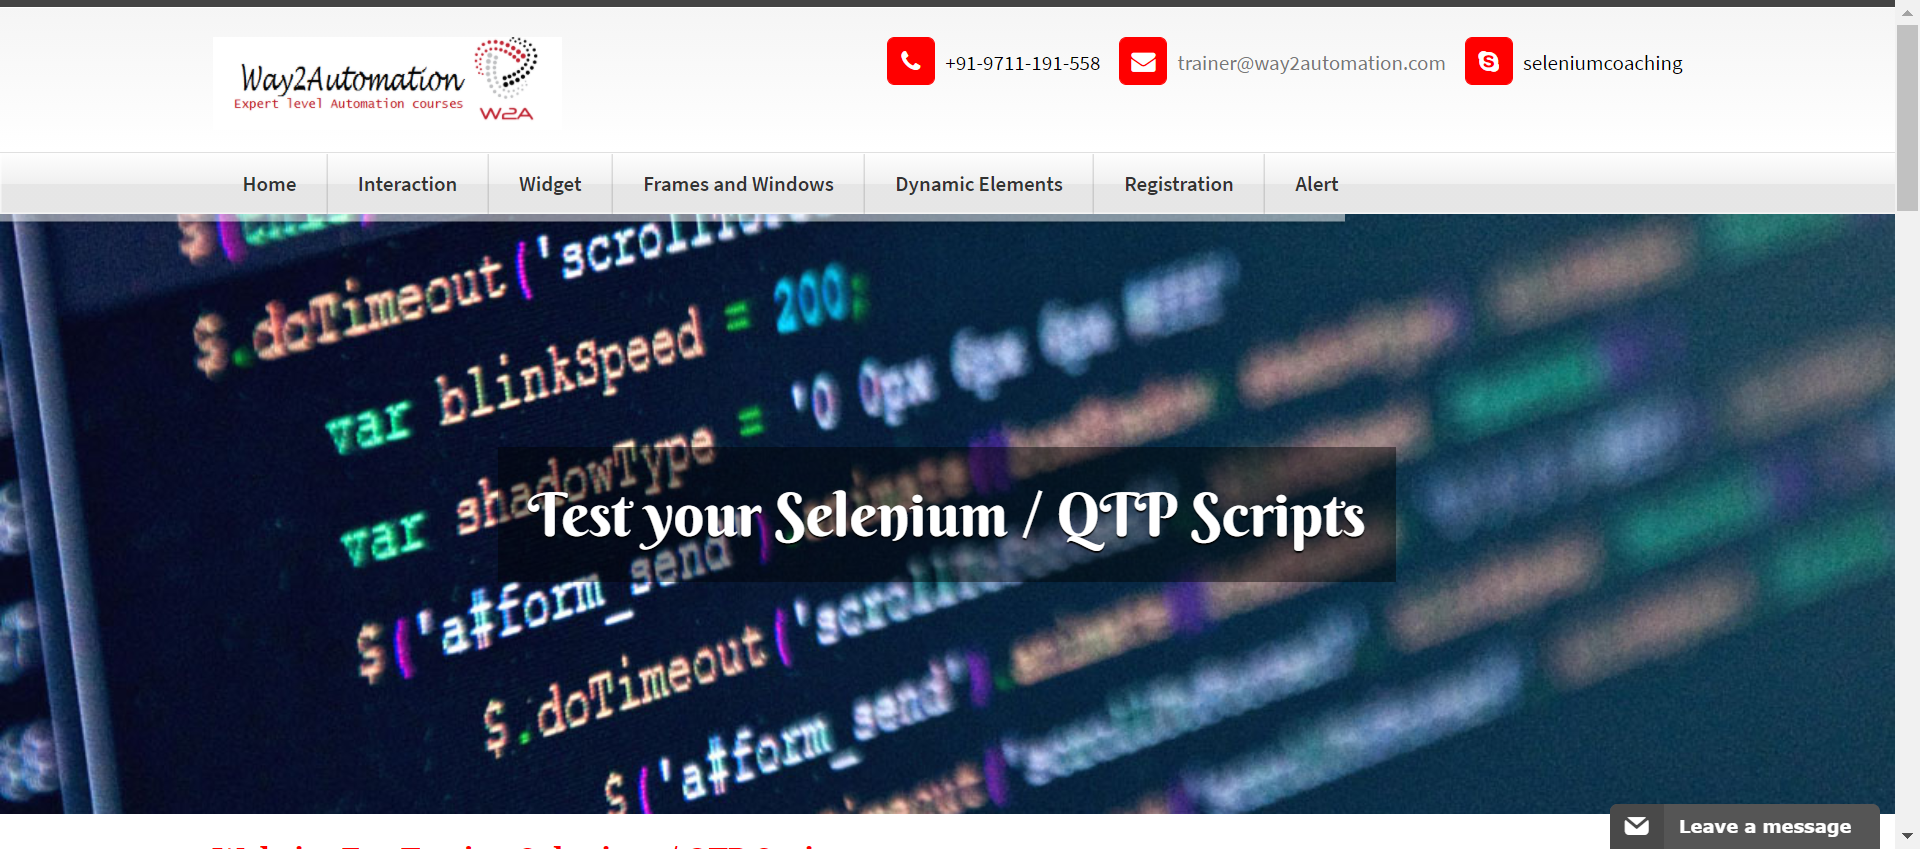 Way2Automation
Expert level Automation courses
W2A
+91-9711-191-558
trainer@way2automation.com
seleniumcoaching
Home
Interaction
Widget
Frames and Windows
Dynamic Elements
Registration
Alert
$.doTimeout('scroll
var blinkSpeed = 200;
var shadowType = '0 0px 0px 0px
$('a#form_send')
$.doTimeout('scroll
$('a#form_send').
Test your Selenium / QTP Scripts
Leave a message